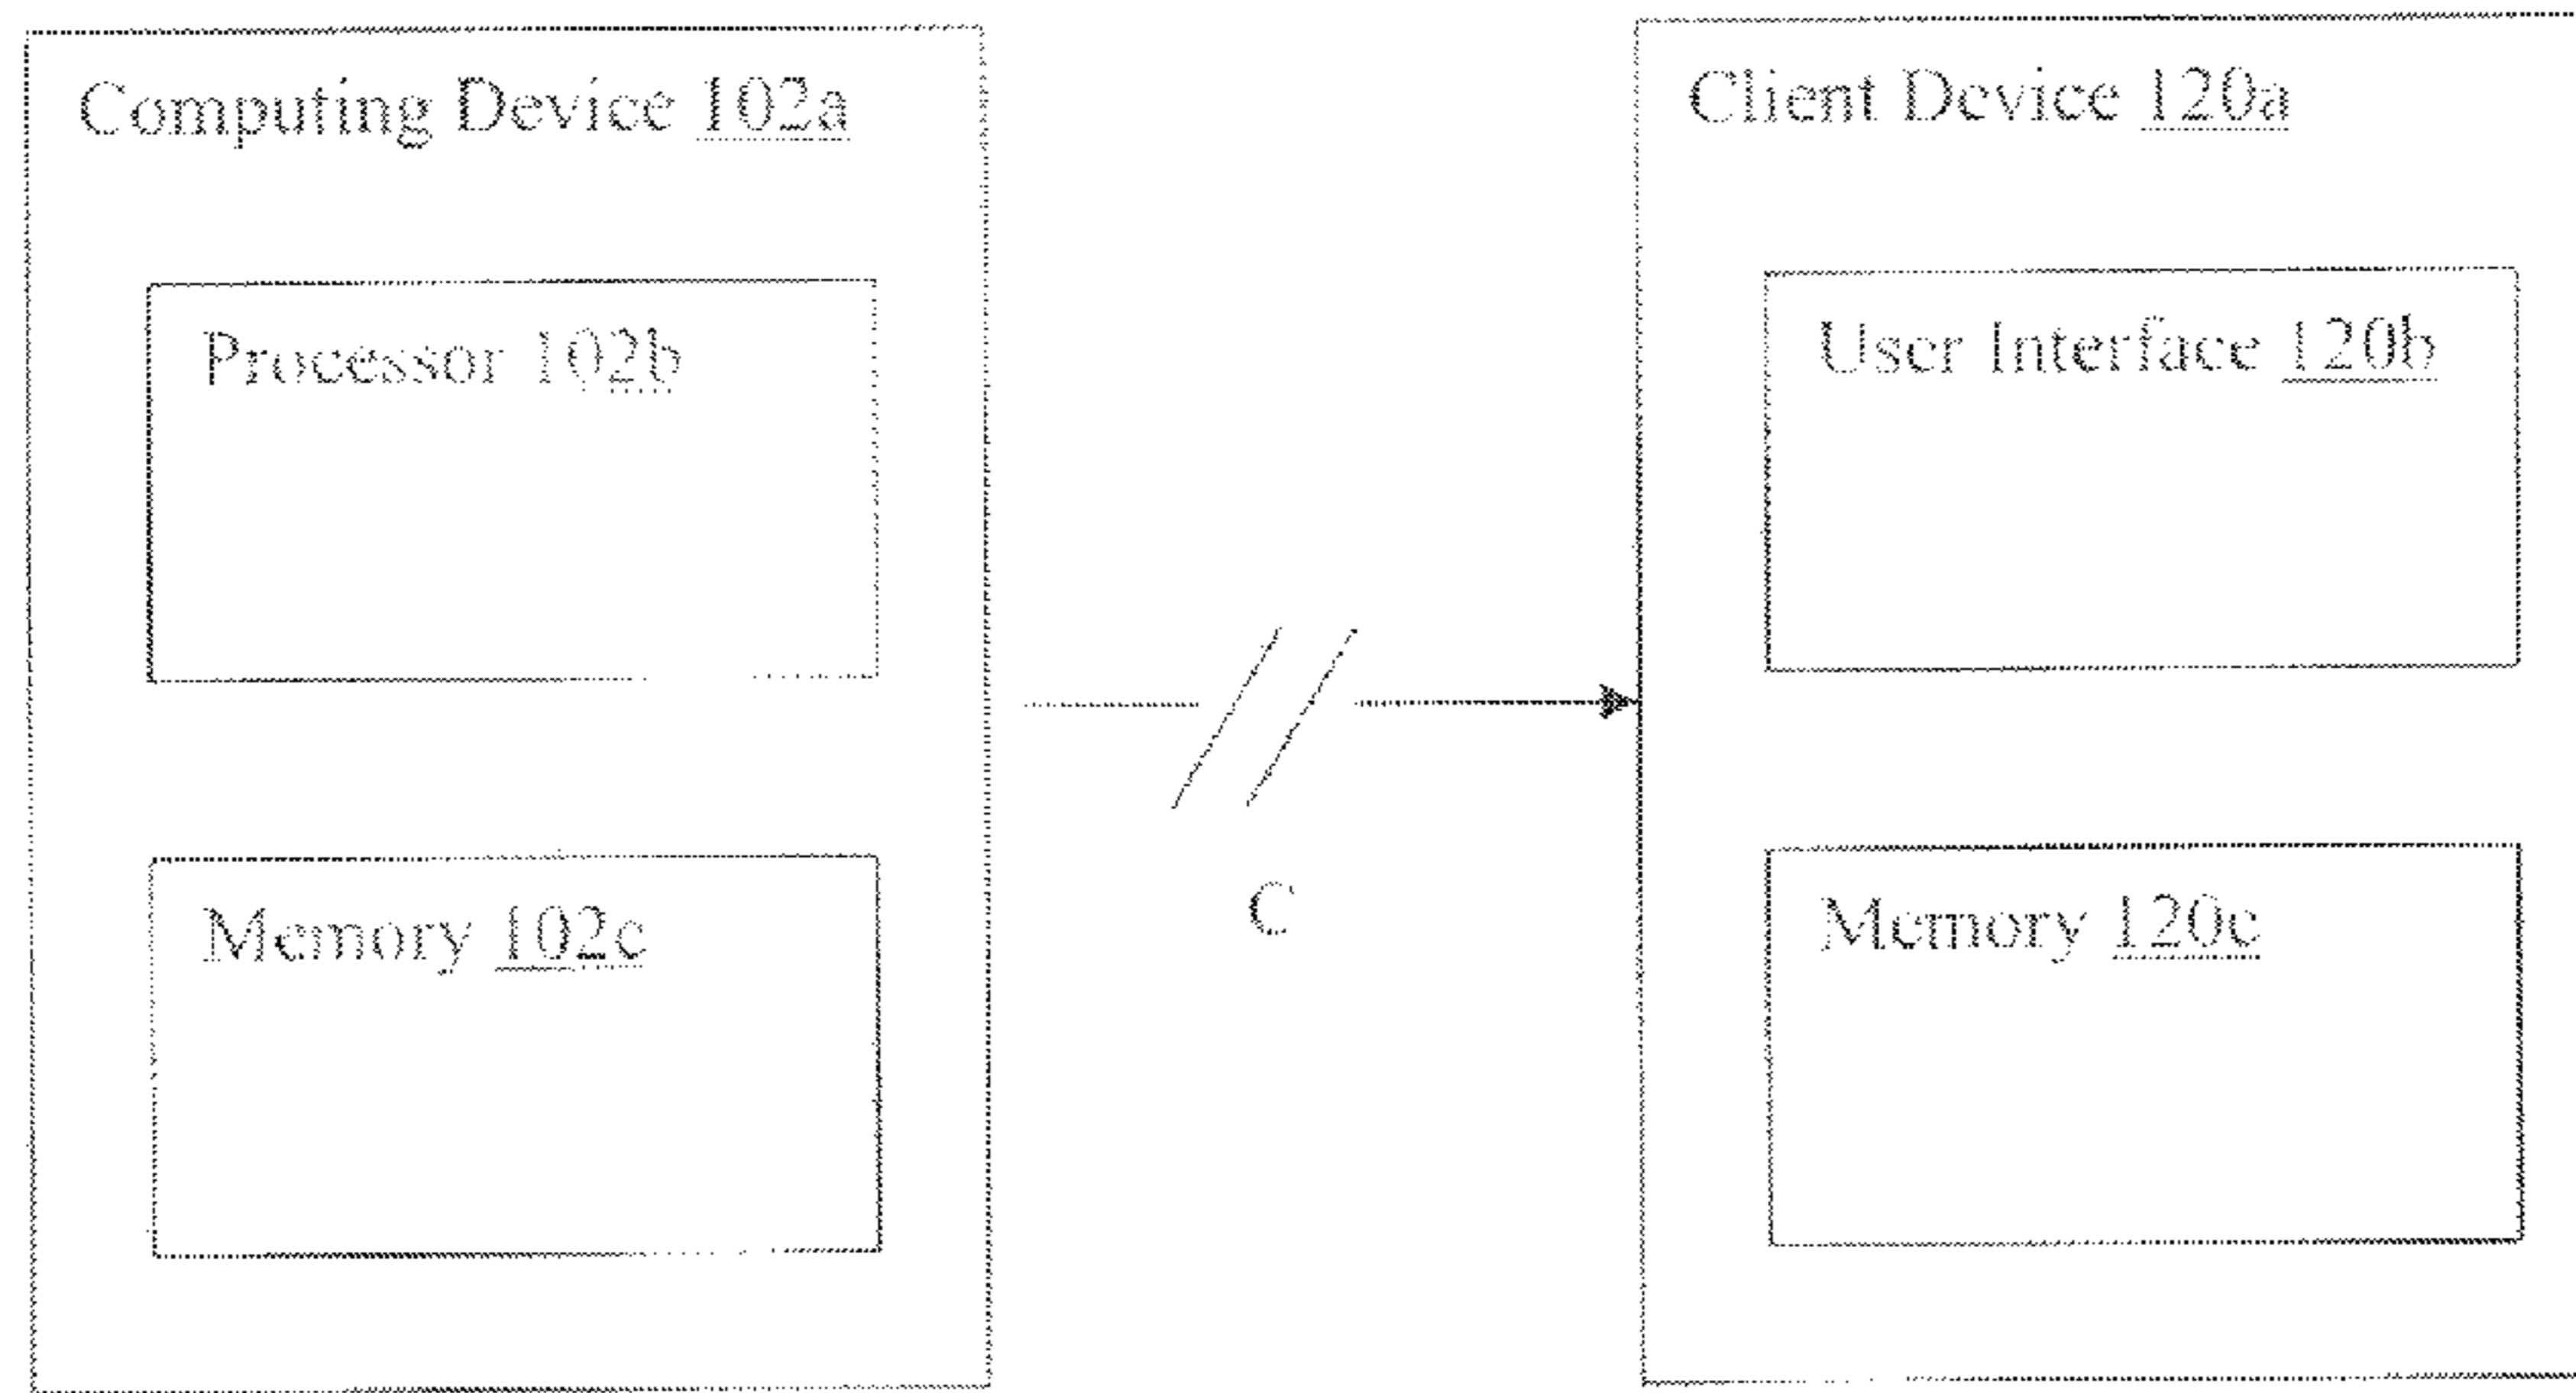 Computing Device 102a
Processor 102b
Memory 102c
C
Client Device 120a
User Interface 120b
Memory 120c